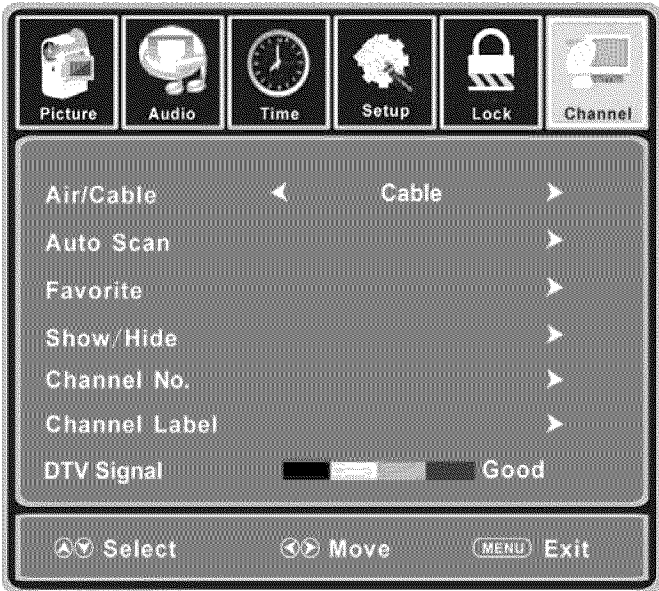 Picture Audio Time Setup Lock Channel
Air/Cable Cable
Auto Scan
Favorite
Show/Hide
Channel No.
Channel Label
DTV Signal Good
Select Move MENU Exit